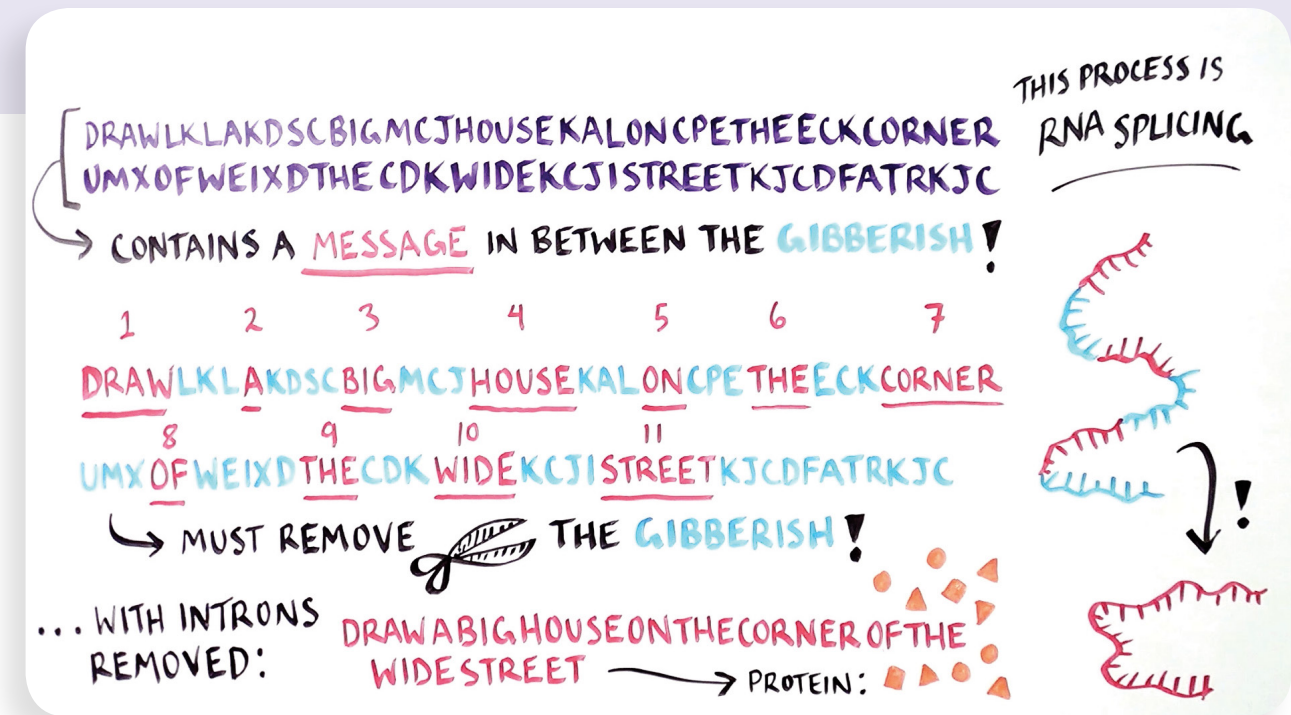 DRAWLKLAKDSCBIGMCJHOUSEKALONCPETHEECKCORNER
UMXOFWEIXDTHECDKWIDEKCJISTREETKJCDFATRKJC
CONTAINS A MESSAGE IN BETWEEN THE GIBBERISH!
1 2 3 4 5 6 7
DRAWLKLAKDSCBIGMCJHOUSEKALONCPETHEECKCORNER
8 9 10 11
UMXOFWEIXDTHECDKWIDEKCJISTREETKJCDFATRKJC
MUST REMOVE THE GIBBERISH!
... WITH INTRONS
REMOVED:
DRAWABIGHOUSEONTHECORNEROFTHE
WIDESTREET
PROTEIN:
THIS PROCESS IS
RNA SPLICING
!